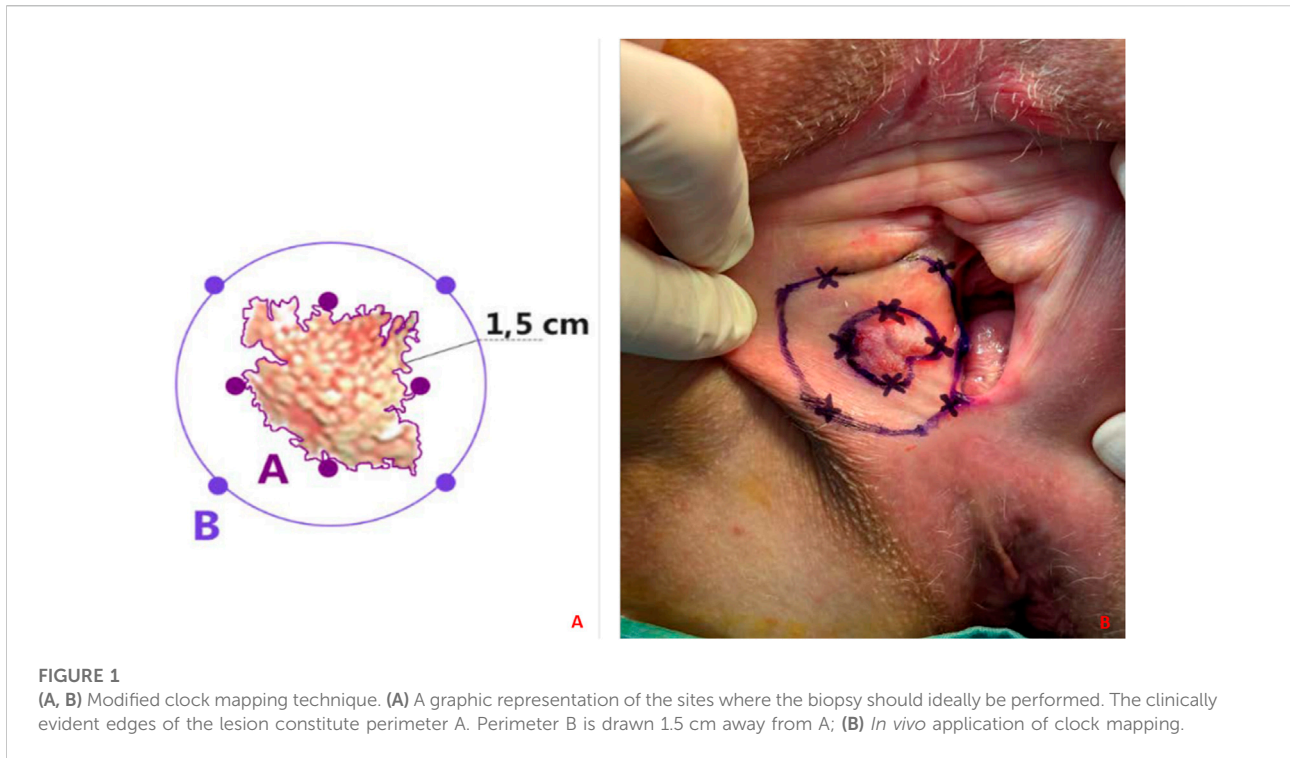 1,5 cm
A
B
A
B
FIGURE 1
(A, B) Modified clock mapping technique. (A) A graphic representation of the sites where the biopsy should ideally be performed. The clinically
evident edges of the lesion constitute perimeter A. Perimeter B is drawn 1.5 cm away from A; (B) In vivo application of clock mapping.